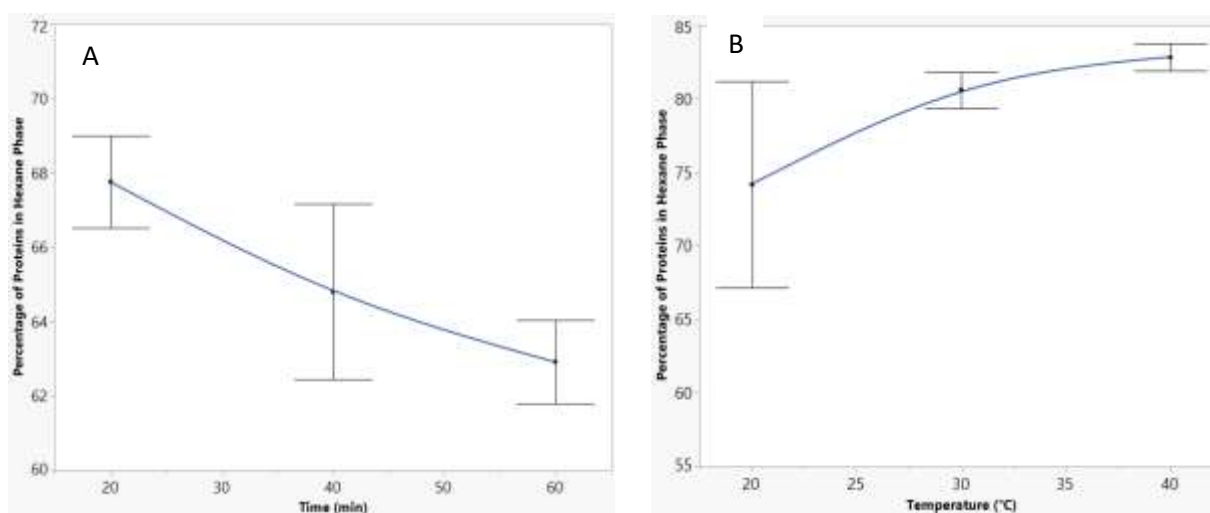 A
Percentage of Proteins in Hexane Phase
72
70
68
66
64
62
60
20 30 40 50 60
Time (min)
B
Percentage of Proteins in Hexane Phase
85
80
75
70
65
60
55
20 25 30 35 40
Temperature (°C)